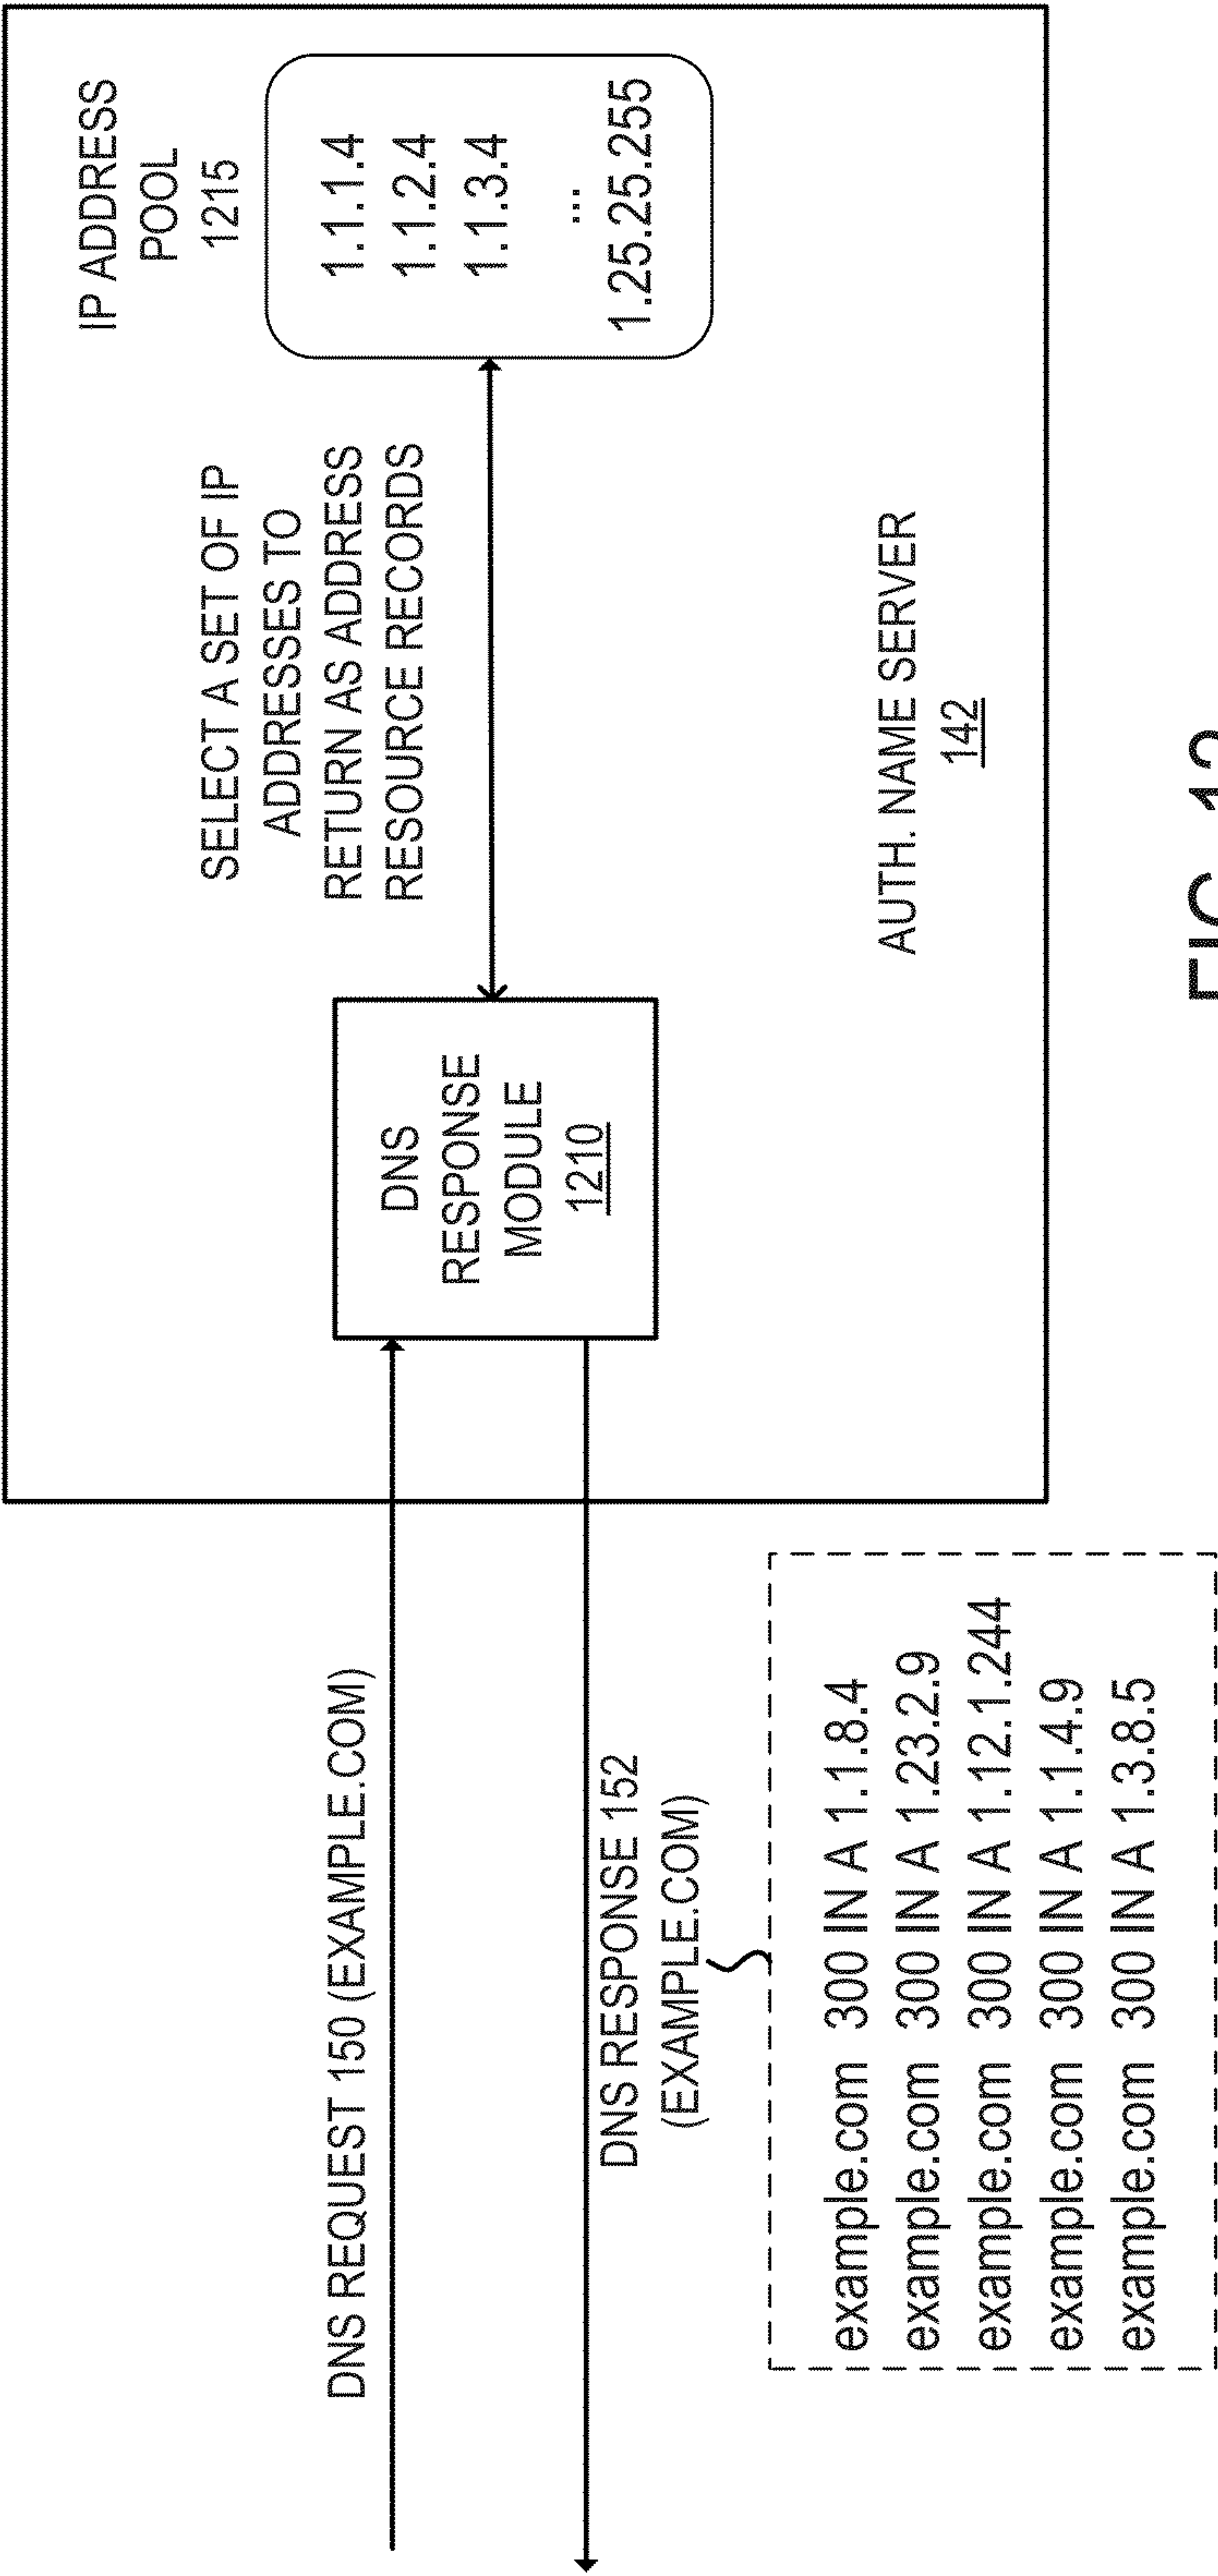 DNS REQUEST 150 (EXAMPLE.COM)
DNS RESPONSE 152
(EXAMPLE.COM)
example.com 300 IN A 1.1.8.4
example.com 300 IN A 1.23.2.9
example.com 300 IN A 1.12.1.244
example.com 300 IN A 1.1.4.9
example.com 300 IN A 1.3.8.5
DNS
RESPONSE
MODULE
1210
SELECT A SET OF IP
ADDRESSES TO
RETURN AS ADDRESS
RESOURCE RECORDS
IP ADDRESS
POOL
1215
1.1.1.4
1.1.2.4
1.1.3.4
...
1.25.25.255
AUTH. NAME SERVER
142
FIG. 12